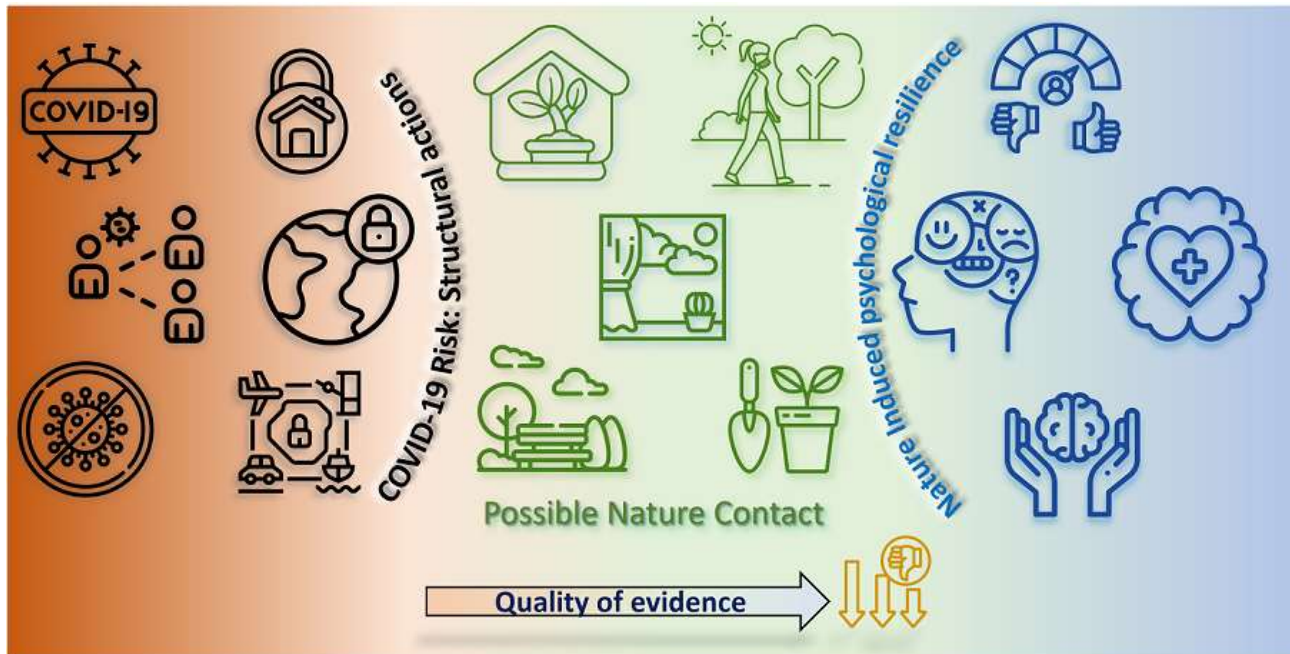 COVID-19
COVID-19 Risk: Structural actions
Nature Induced psychological resilience
Possible Nature Contact
Quality of evidence